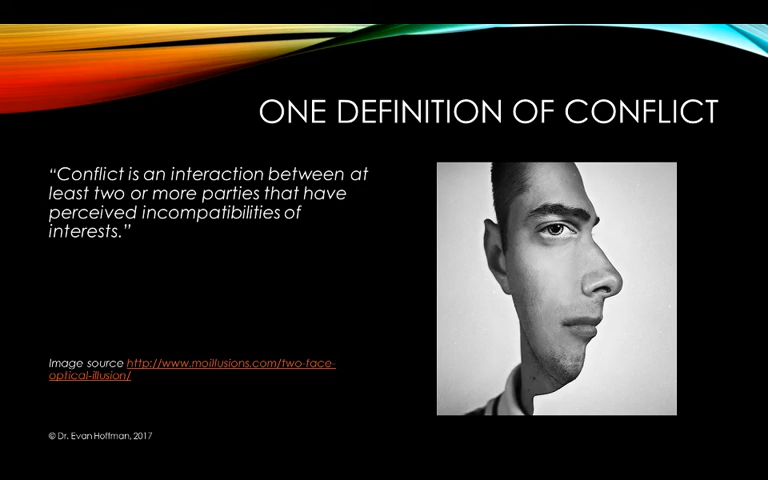 ONE DEFINITION OF CONFLICT
“Conflict is an interaction between at
least two or more parties that have
perceived incompatibilities of
interests.”
Image source http://www.moillusions.com/two-face-
optical-illusion/
© Dr. Evan Hoffman, 2017